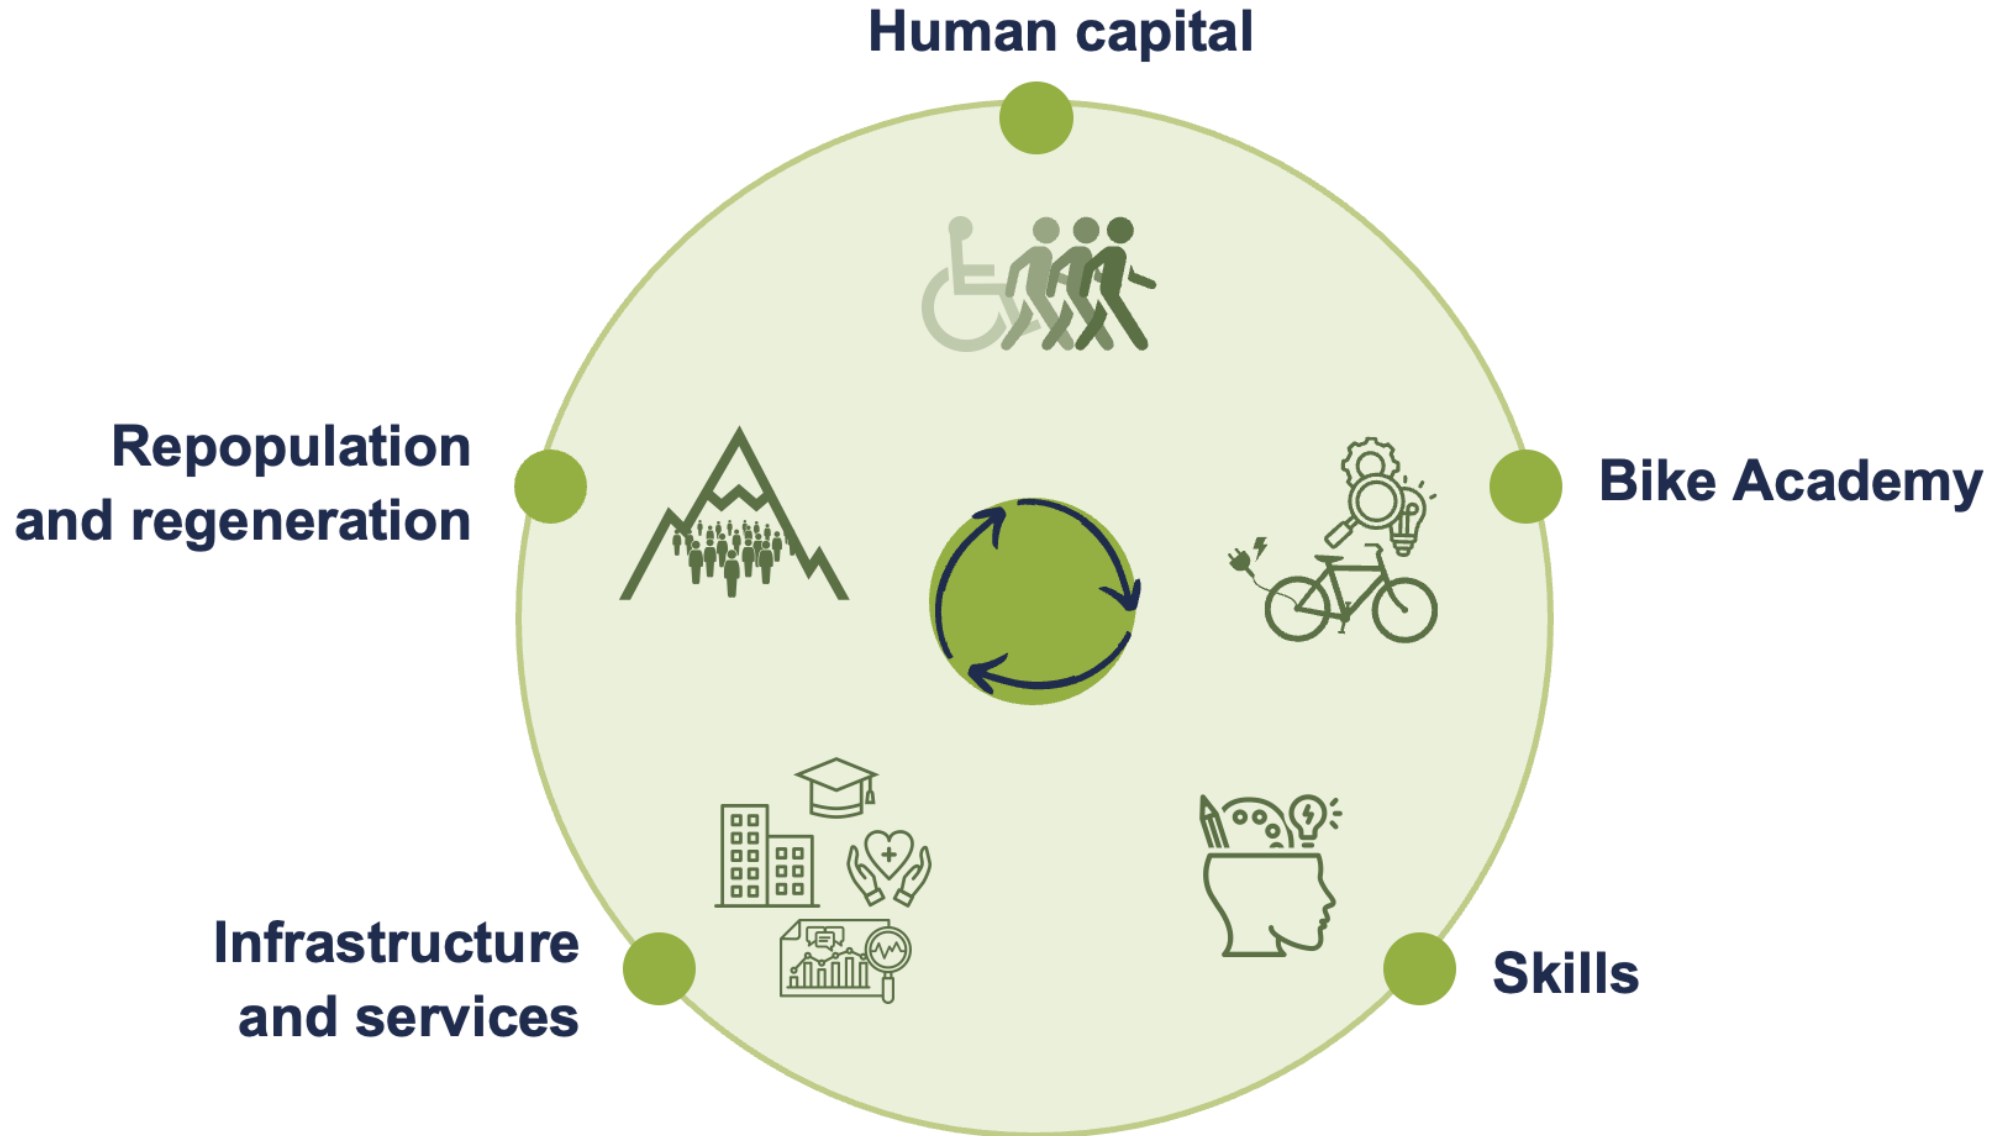 Human capital
Repopulation
and regeneration
Bike Academy
Infrastructure
and services
Skills